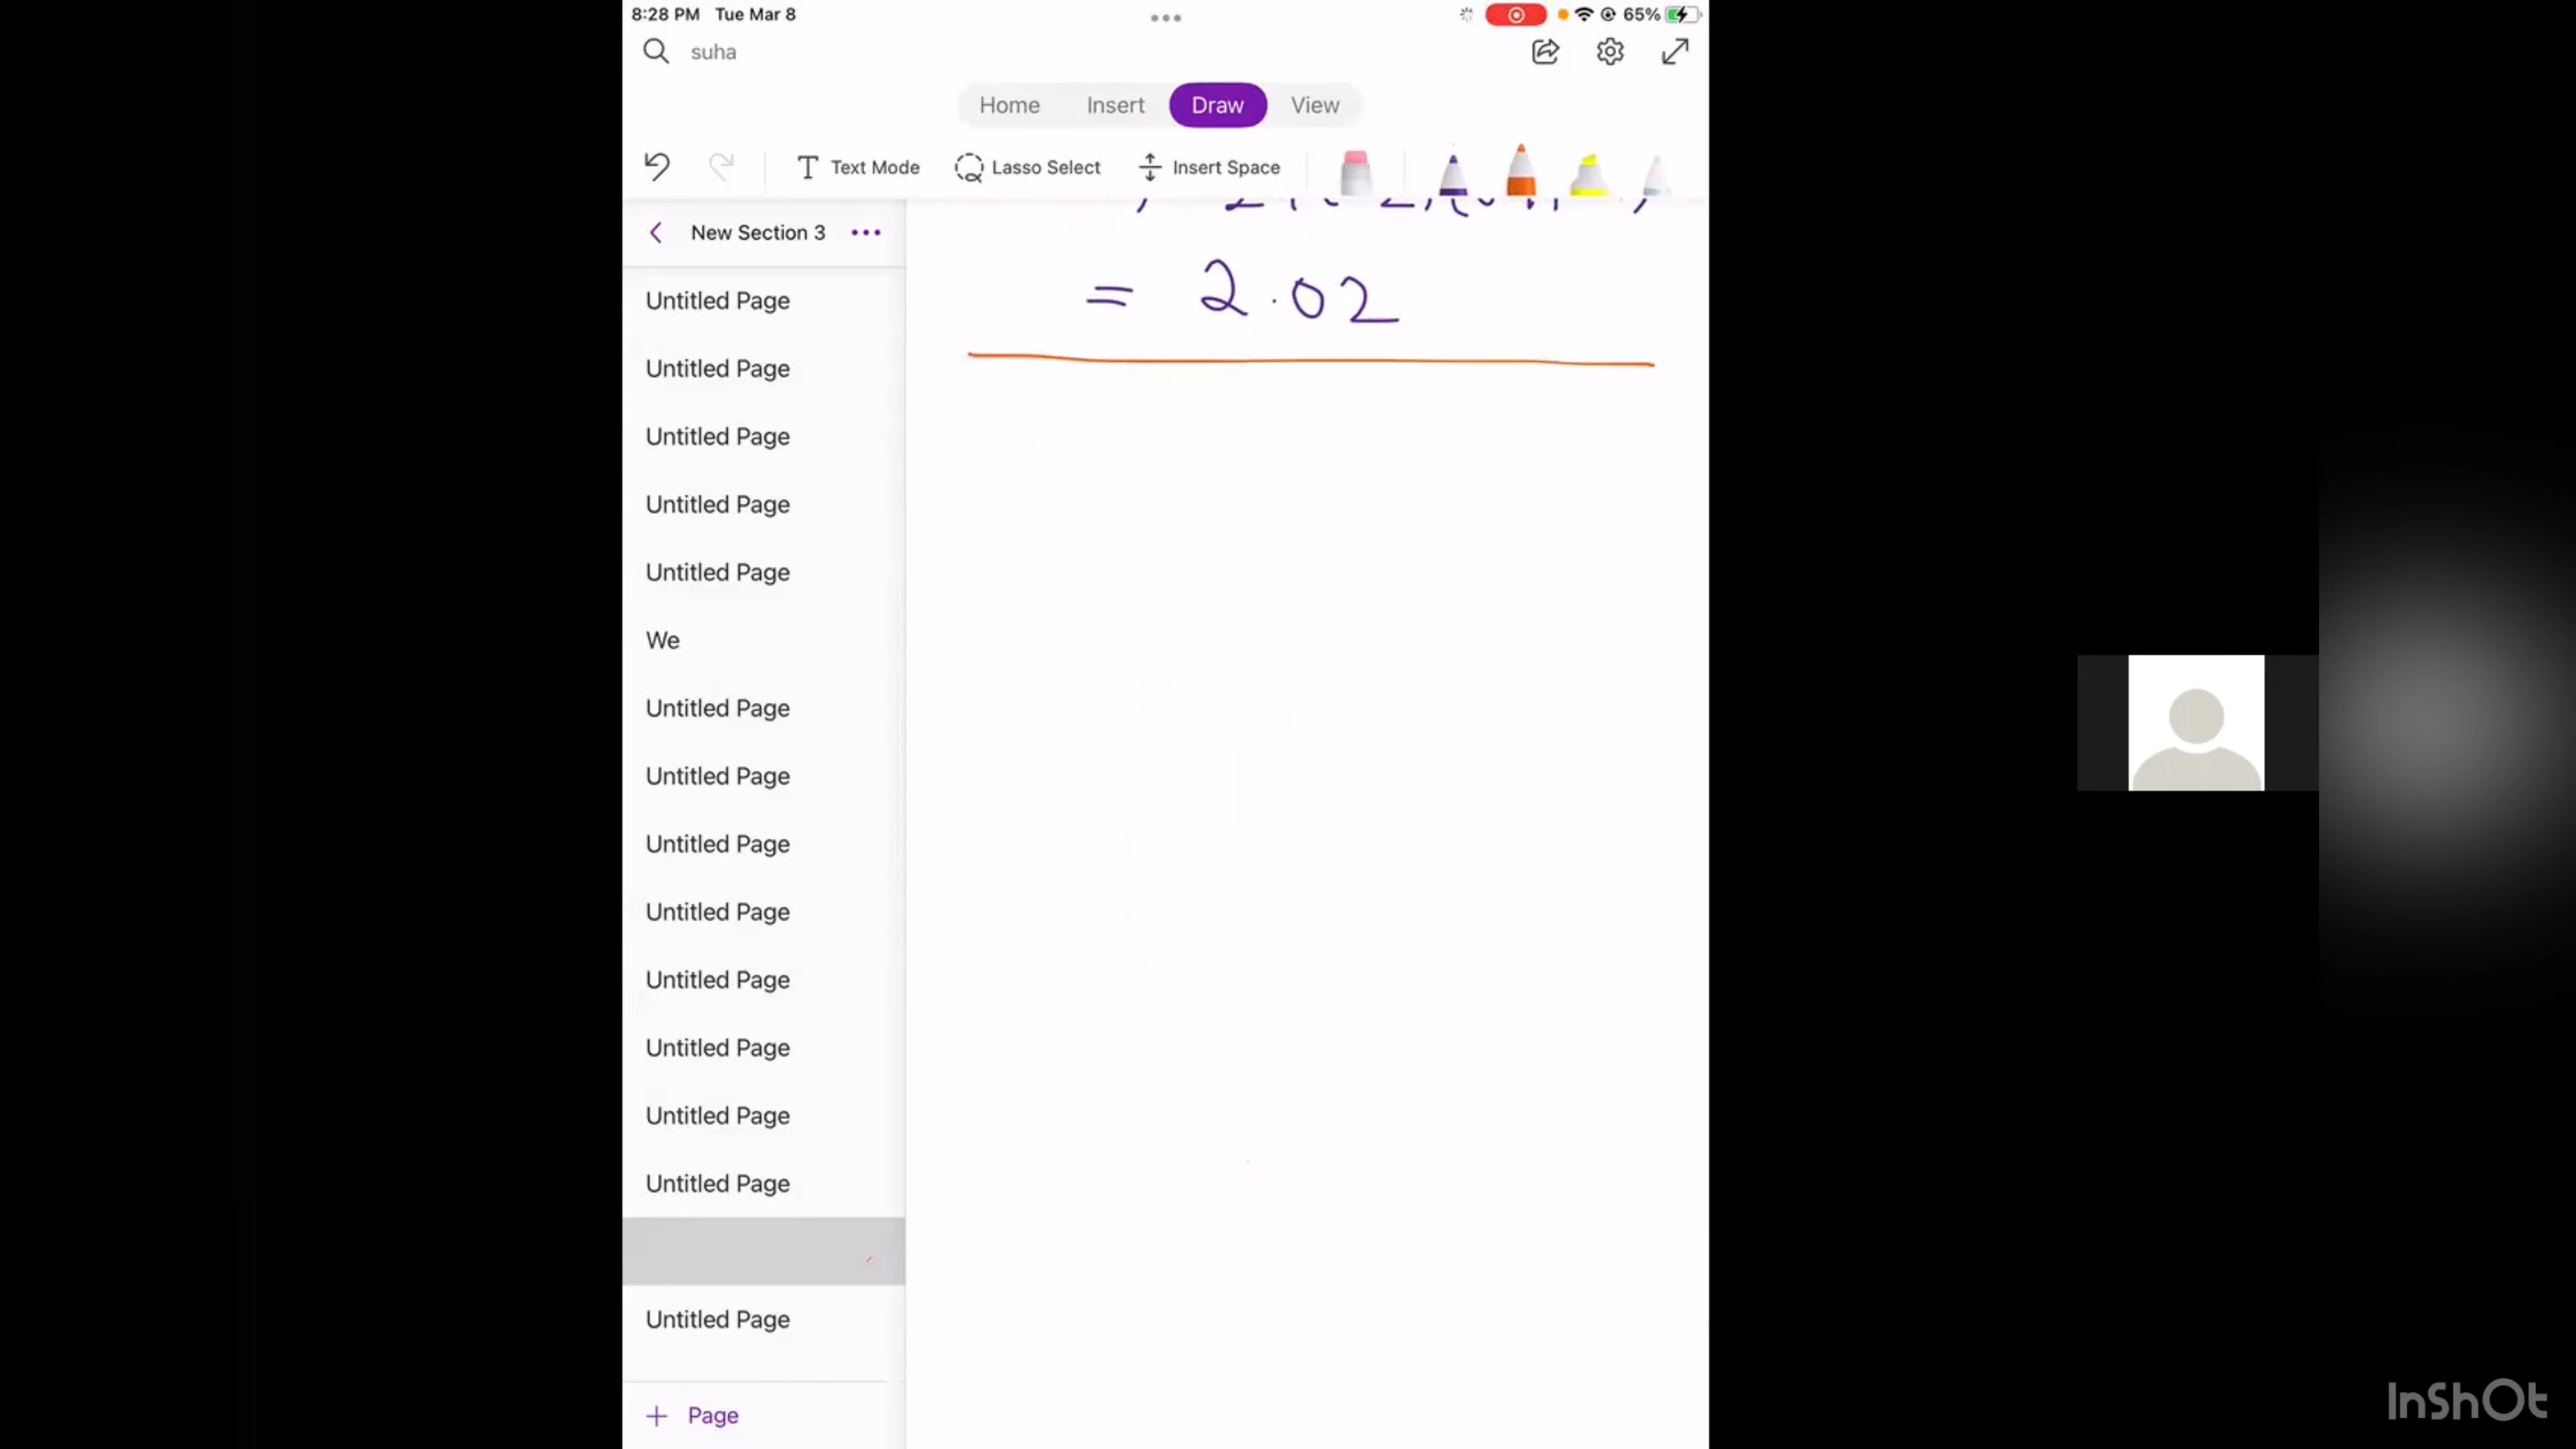 8:28 PM Tue Mar 8
65%
suha
Home Insert Draw View
Text Mode Lasso Select Insert Space
New Section 3
= 2.02
Untitled Page
Untitled Page
Untitled Page
Untitled Page
Untitled Page
We
Untitled Page
Untitled Page
Untitled Page
Untitled Page
Untitled Page
Untitled Page
Untitled Page
Untitled Page
Untitled Page
+ Page
InShOt